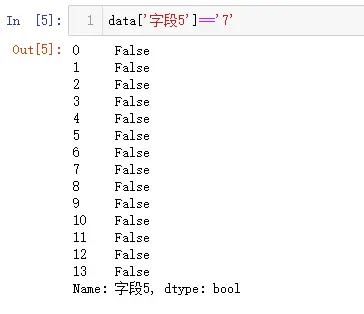 In [5]: 1 data['字段5']=='7'
Out[5]: 0 False
1 False
2 False
3 False
4 False
5 False
6 False
7 False
8 False
9 False
10 False
11 False
12 False
13 False
Name: 字段5, dtype: bool